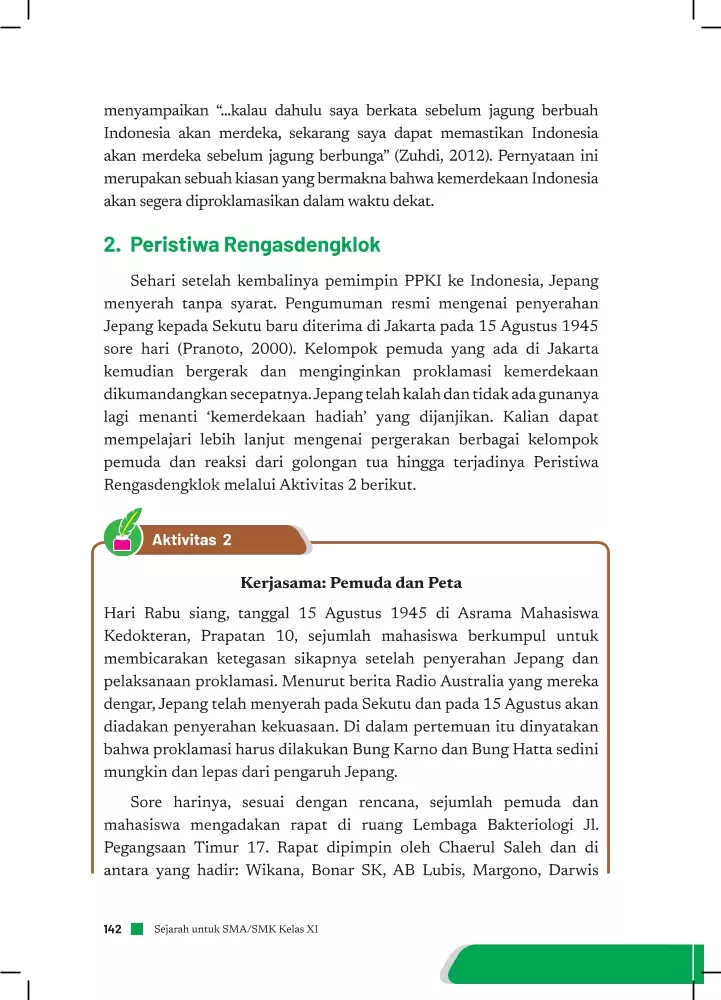 menyampaikan “...kalau dahulu saya berkata sebelum jagung berbuah
Indonesia akan merdeka, sekarang saya dapat memastikan Indonesia
akan merdeka sebelum jagung berbunga” (Zuhdi, 2012). Pernyataan ini
merupakan sebuah kiasan yang bermakna bahwa kemerdekaan Indonesia
akan segera diproklamasikan dalam waktu dekat.
2. Peristiwa Rengasdengklok
Sehari setelah kembalinya pemimpin PPKI ke Indonesia, Jepang
menyerah tanpa syarat. Pengumuman resmi mengenai penyerahan
Jepang kepada Sekutu baru diterima di Jakarta pada 15 Agustus 1945
sore hari (Pranoto, 2000). Kelompok pemuda yang ada di Jakarta
kemudian bergerak dan menginginkan proklamasi kemerdekaan
dikumandangkan secepatnya. Jepang telah kalah dan tidak ada gunanya
lagi menanti ‘kemerdekaan hadiah’ yang dijanjikan. Kalian dapat
mempelajari lebih lanjut mengenai pergerakan berbagai kelompok
pemuda dan reaksi dari golongan tua hingga terjadinya Peristiwa
Rengasdengklok melalui Aktivitas 2 berikut.
Aktivitas 2
Kerjasama: Pemuda dan Peta
Hari Rabu siang, tanggal 15 Agustus 1945 di Asrama Mahasiswa
Kedokteran, Prapatan 10, sejumlah mahasiswa berkumpul untuk
membicarakan ketegasan sikapnya setelah penyerahan Jepang dan
pelaksanaan proklamasi. Menurut berita Radio Australia yang mereka
dengar, Jepang telah menyerah pada Sekutu dan pada 15 Agustus akan
diadakan penyerahan kekuasaan. Di dalam pertemuan itu dinyatakan
bahwa proklamasi harus dilakukan Bung Karno dan Bung Hatta sedini
mungkin dan lepas dari pengaruh Jepang.
Sore harinya, sesuai dengan rencana, sejumlah pemuda dan
mahasiswa mengadakan rapat di ruang Lembaga Bakteriologi Jl.
Pegangsaan Timur 17. Rapat dipimpin oleh Chaerul Saleh dan di
antara yang hadir: Wikana, Bonar SK, AB Lubis, Margono, Darwis
142 Sejarah untuk SMA/SMK Kelas XI